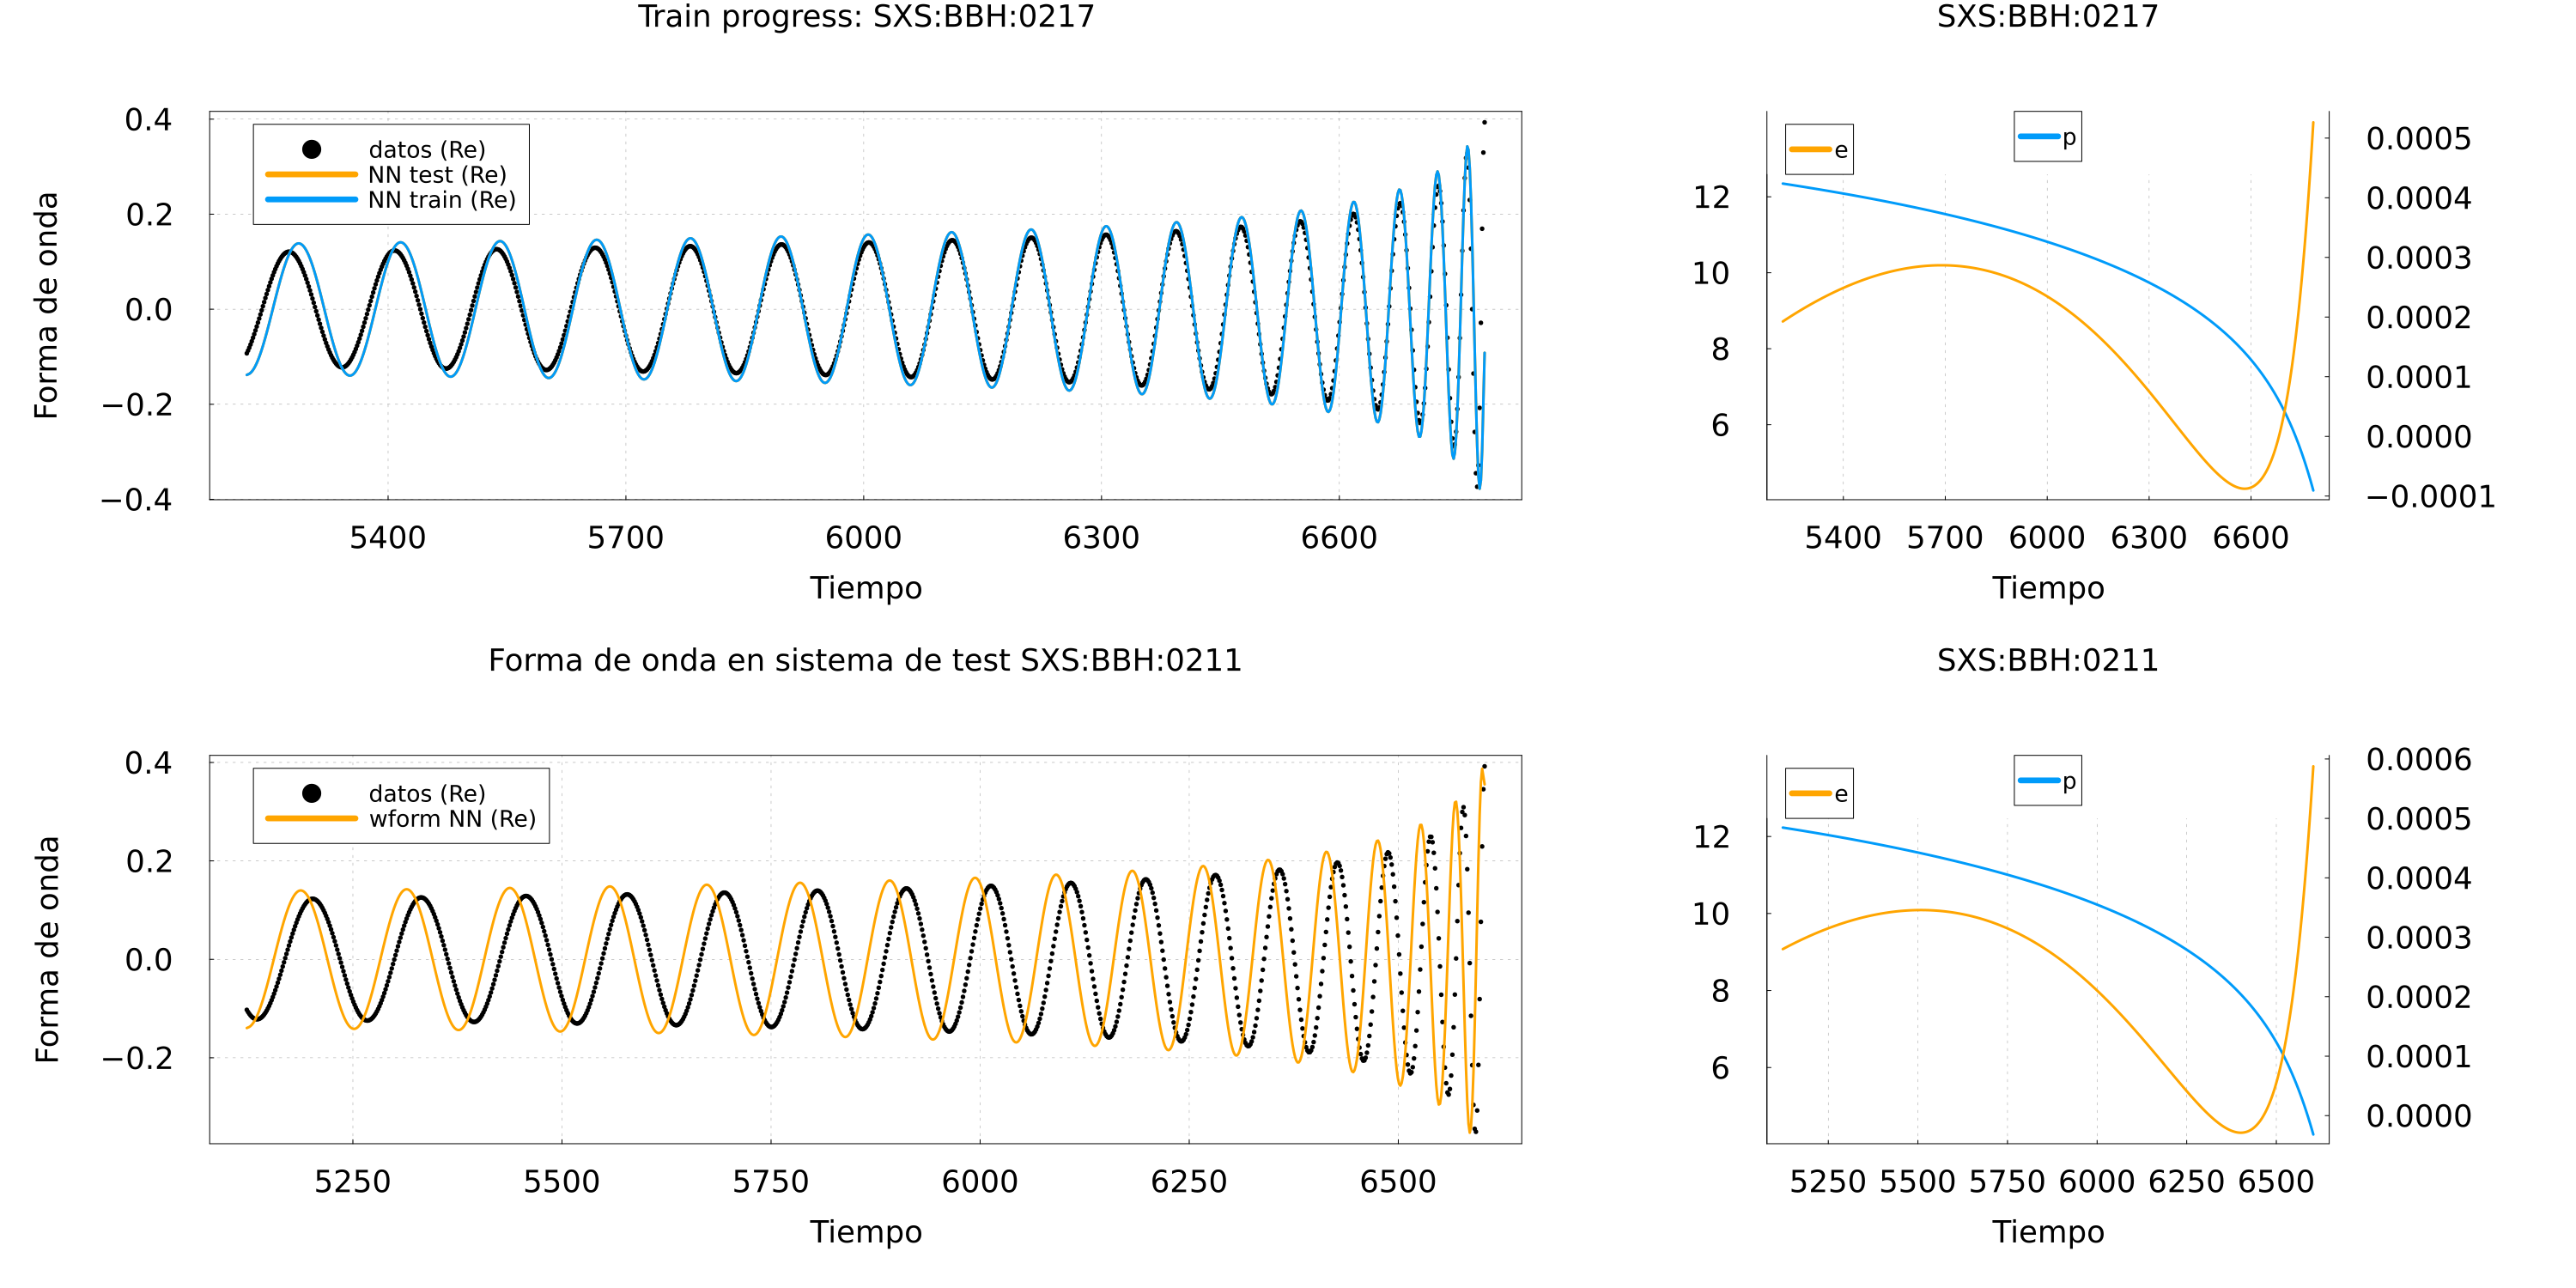 Train progress: SXS:BBH:0217
Forma de onda
0.4
0.2
0.0
−0.2
−0.4
datos (Re)
NN test (Re)
NN train (Re)
5400 5700 6000 6300 6600
Tiempo
SXS:BBH:0217
12
10
8
6
e
p
0.0005
0.0004
0.0003
0.0002
0.0001
0.0000
−0.0001
5400 5700 6000 6300 6600
Tiempo
Forma de onda en sistema de test SXS:BBH:0211
Forma de onda
0.4
0.2
0.0
−0.2
datos (Re)
wform NN (Re)
5250 5500 5750 6000 6250 6500
Tiempo
SXS:BBH:0211
12
10
8
6
e
p
0.0006
0.0005
0.0004
0.0003
0.0002
0.0001
0.0000
5250 5500 5750 6000 6250 6500
Tiempo